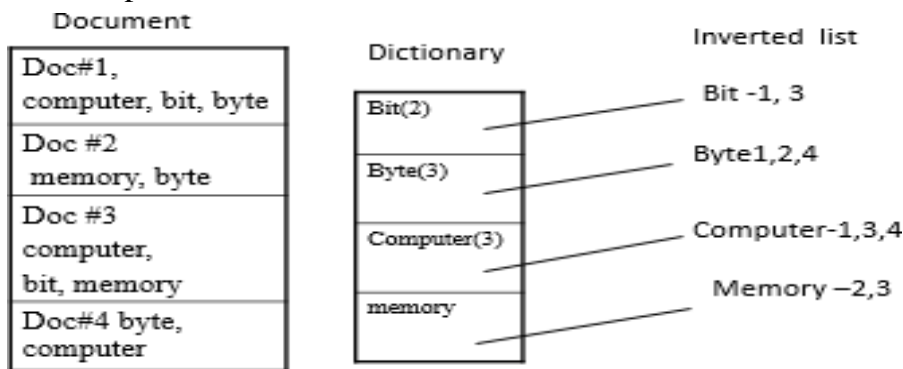 Document
Doc#1,
computer, bit, byte
Doc #2
memory, byte
Doc #3
computer,
bit, memory
Doc#4 byte,
computer
Dictionary
Bit(2)
Byte(3)
Computer(3)
memory
Inverted list
Bit -1, 3
Byte1,2,4
Computer-1,3,4
Memory –2,3